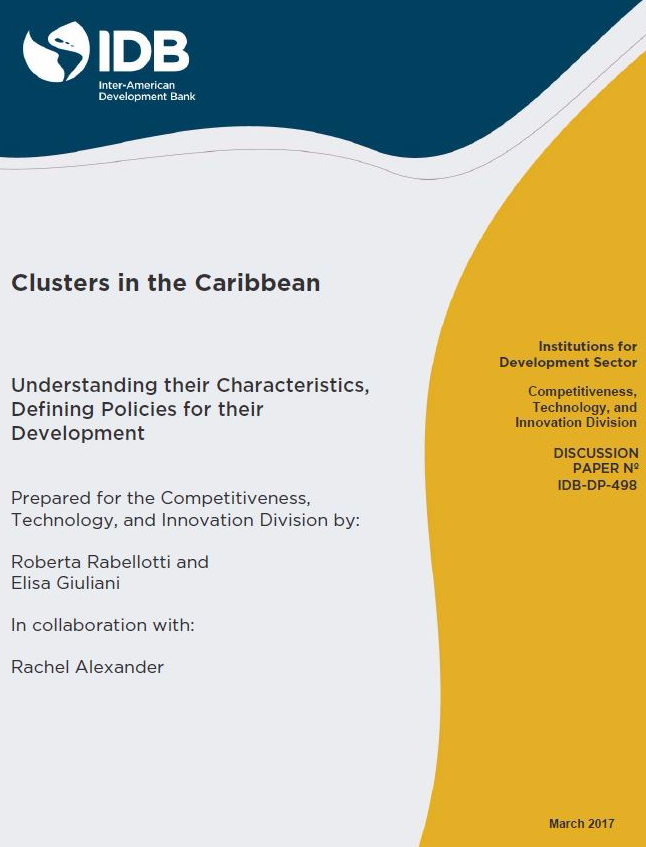 IDB
Inter-American
Development Bank
Clusters in the Caribbean
Understanding their Characteristics,
Defining Policies for their
Development
Prepared for the Competitiveness,
Technology, and Innovation Division by:
Roberta Rabellotti and
Elisa Giuliani
In collaboration with:
Rachel Alexander
Institutions for
Development Sector
Competitiveness,
Technology, and
Innovation Division
DISCUSSION
PAPER Nº
IDB-DP-498
March 2017